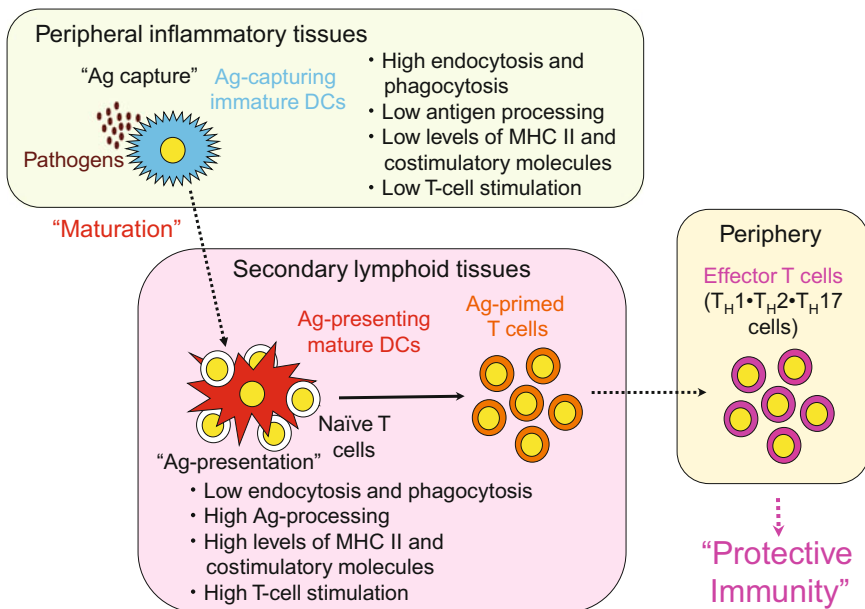 Peripheral inflammatory tissues
“Ag capture”
Ag-capturing
immature DCs
Pathogens
• High endocytosis and
phagocytosis
• Low antigen processing
• Low levels of MHC II and
costimulatory molecules
• Low T-cell stimulation
“Maturation”
Secondary lymphoid tissues
Ag-presenting
mature DCs
Ag-primed
T cells
Naïve T
cells
“Ag-presentation”
• Low endocytosis and phagocytosis
• High Ag-processing
• High levels of MHC II and
costimulatory molecules
• High T-cell stimulation
Periphery
Effector T cells
(TH1•TH2•TH17
cells)
“Protective
Immunity”